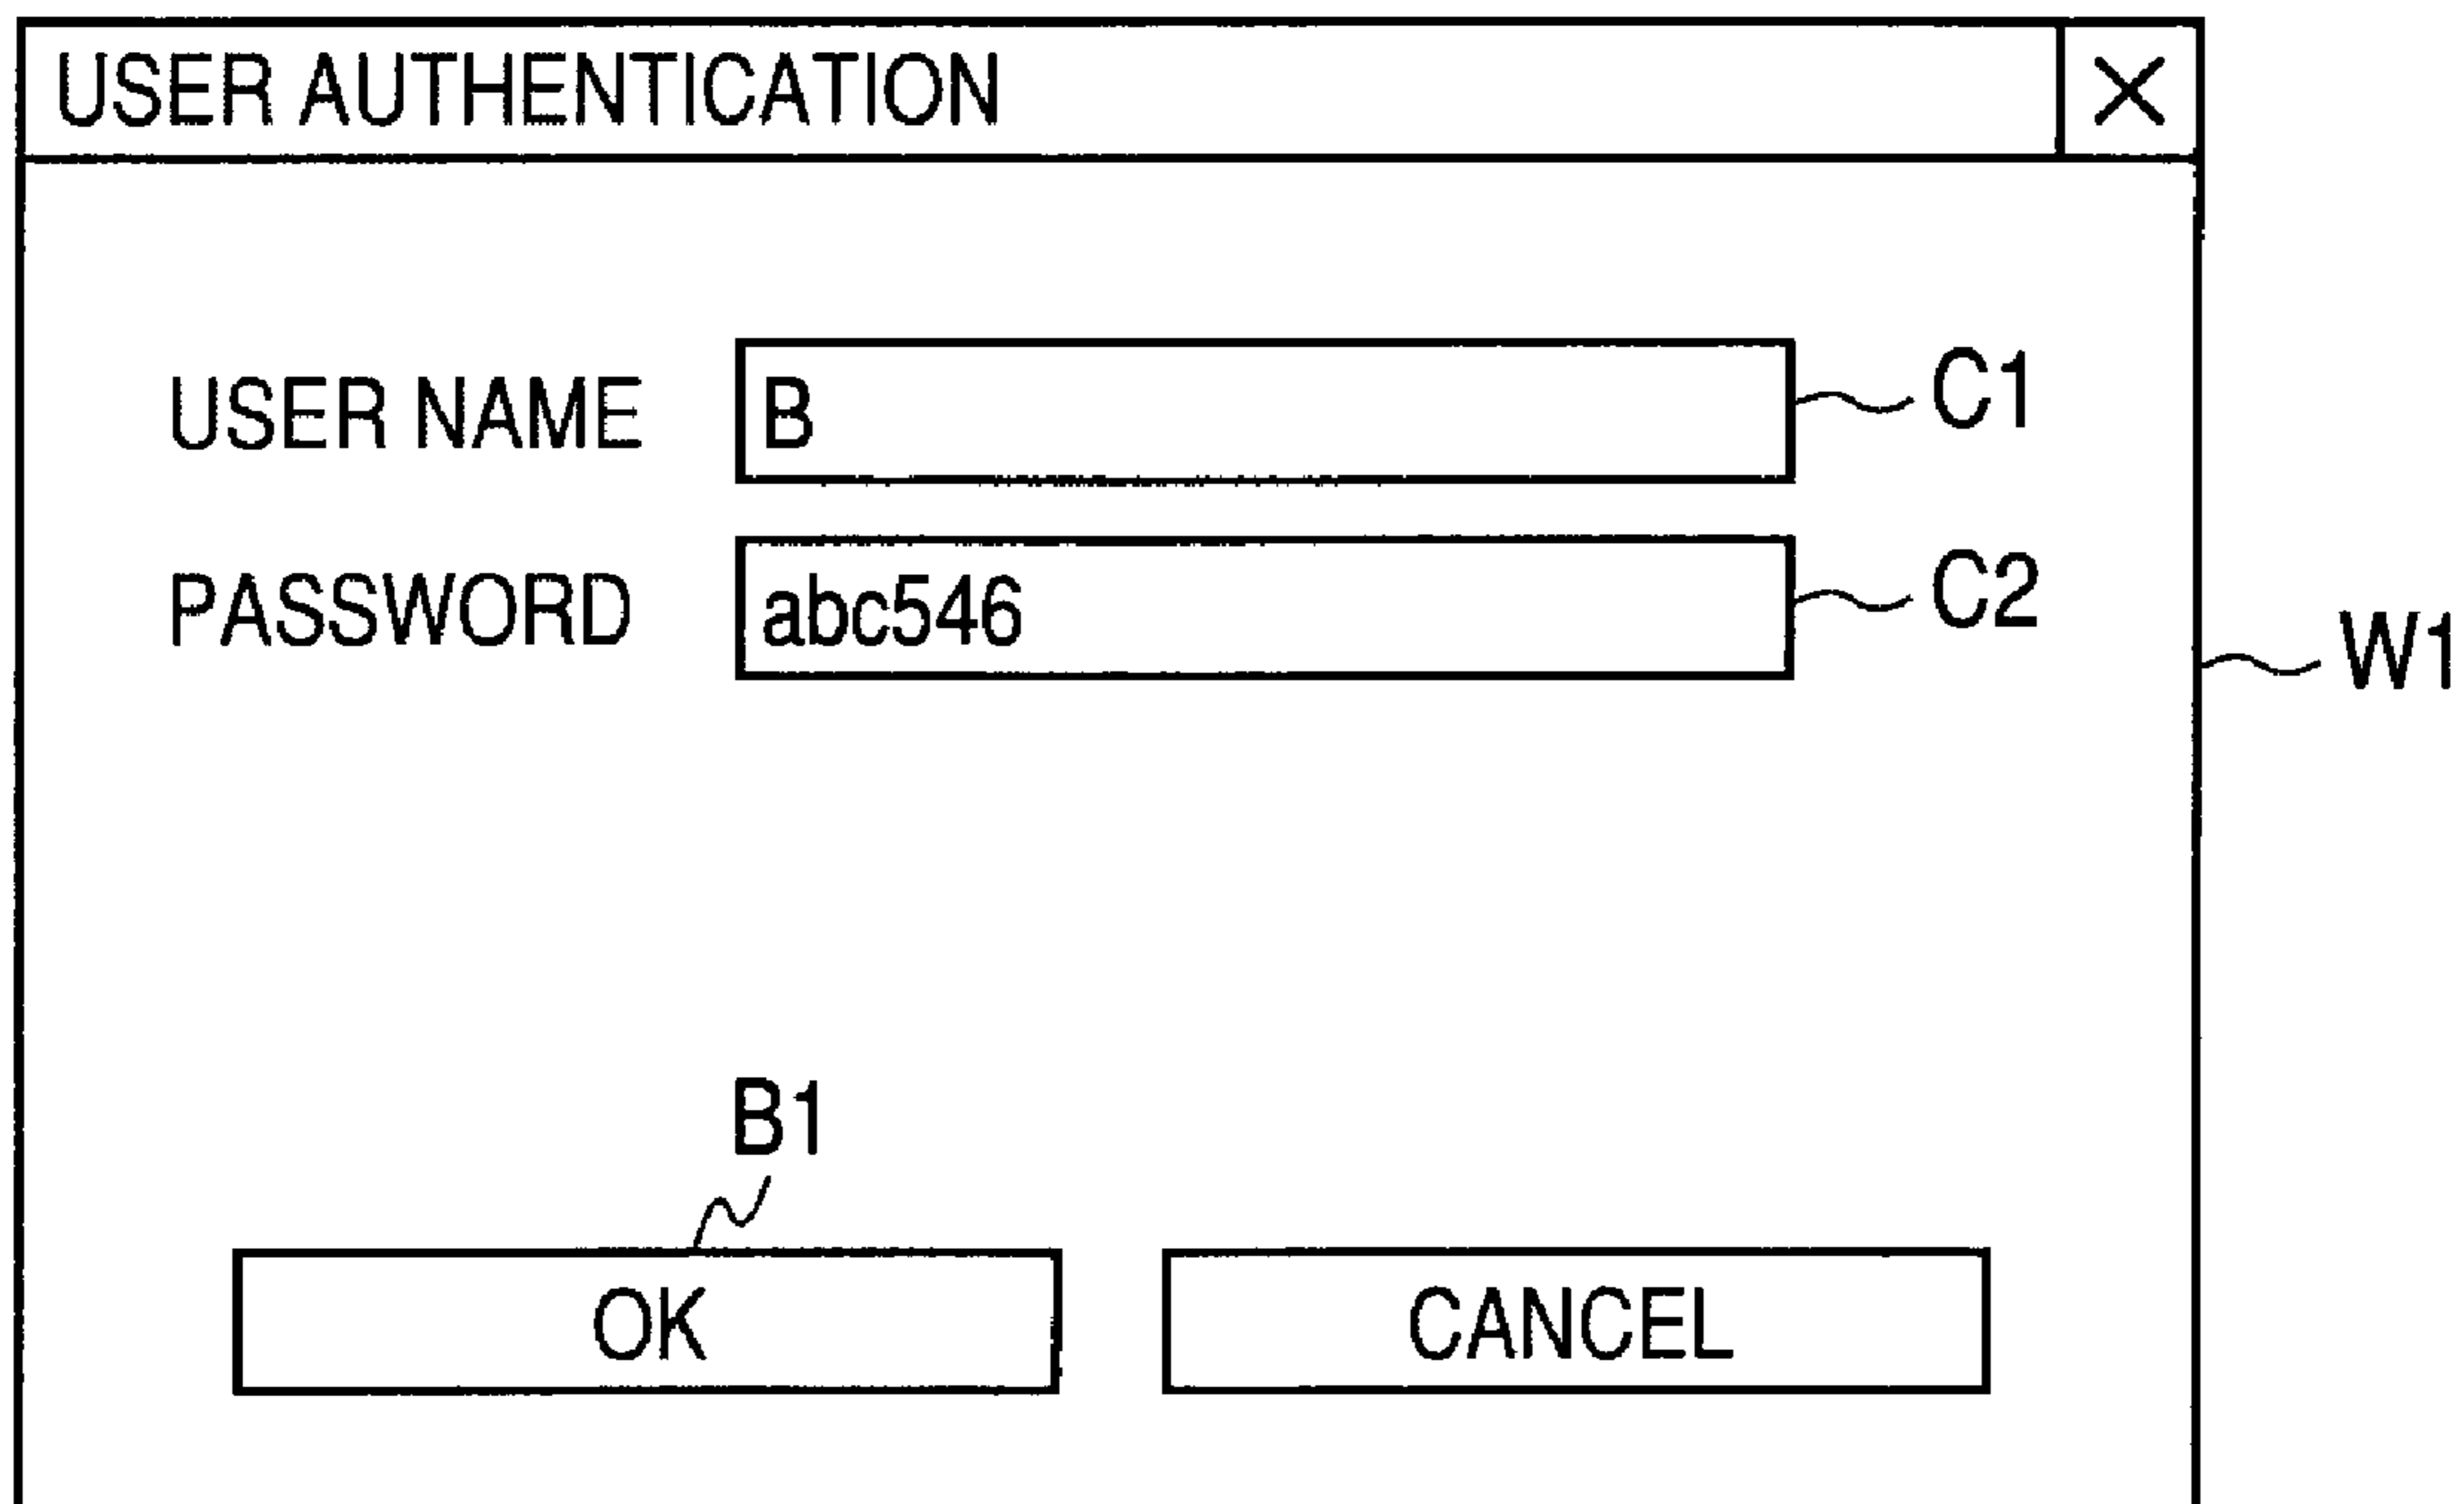 USER AUTHENTICATION X
USER NAME B C1
PASSWORD abc546 C2
W1
B1
OK CANCEL